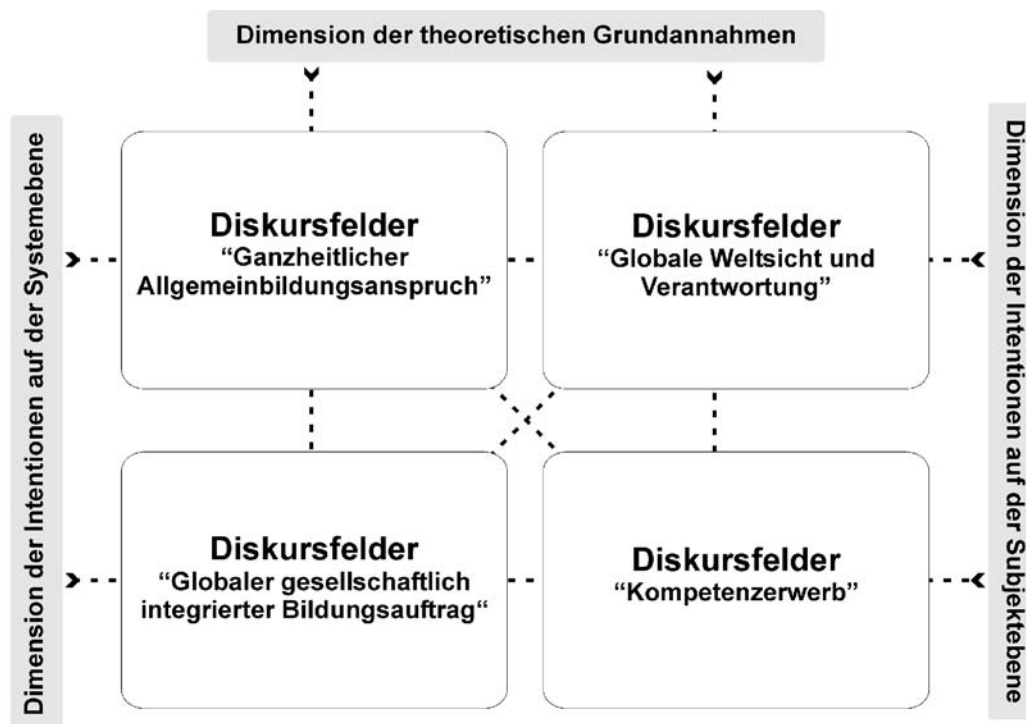 Dimension der theoretischen Grundannahmen
Dimension der Intentionen auf der Systemebene
Diskursfelder
“Ganzheitlicher
Allgemeinbildungsanspruch”
Diskursfelder
“Globale Weltsicht und
Verantwortung”
Dimension der Intentionen auf der Subjektebene
Diskursfelder
“Globaler gesellschaftlich
integrierter Bildungsauftrag“
Diskursfelder
“Kompetenzerwerb”